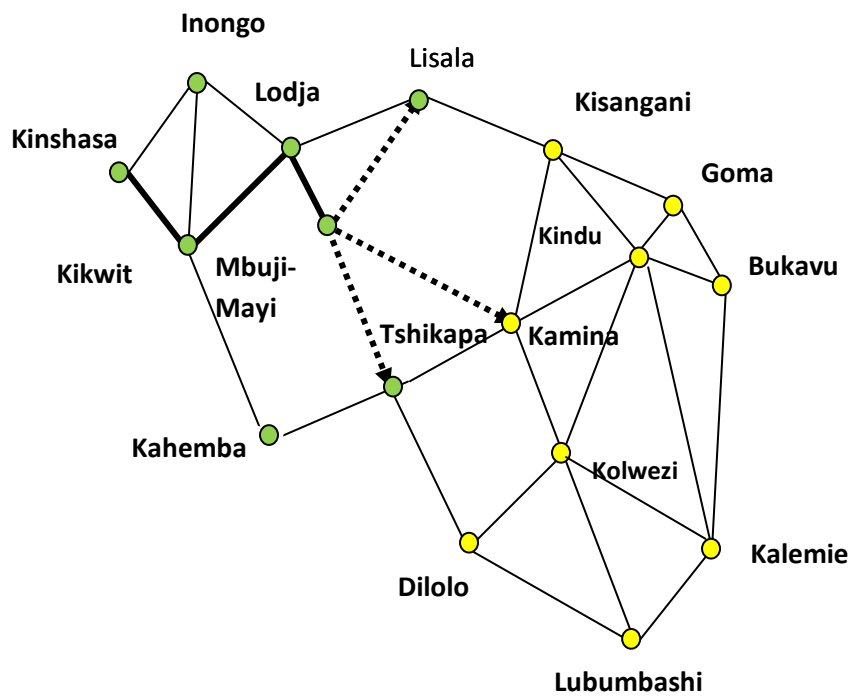 Inongo
Lisala
Lodja
Kisangani
Kinshasa
Goma
Kindu
Bukavu
Kikwit
Mbuji-
Mayi
Tshikapa
Kamina
Kahemba
Kolwezi
Kalemie
Dilolo
Lubumbashi